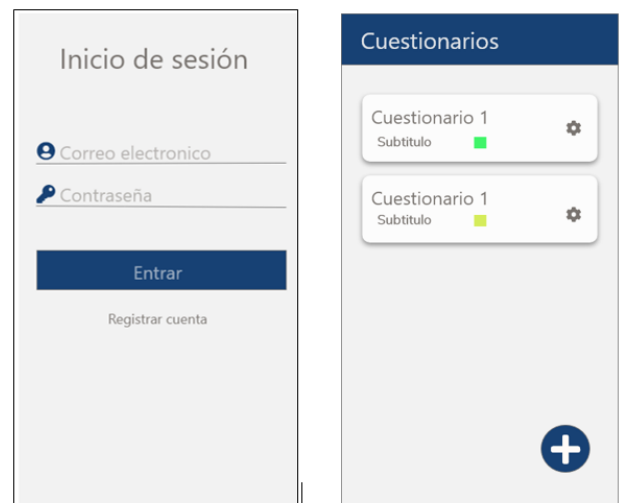 Inicio de sesión
Correo electronico
Contraseña
Entrar
Registrar cuenta
Cuestionarios
Cuestionario 1
Subtitulo
Cuestionario 1
Subtitulo